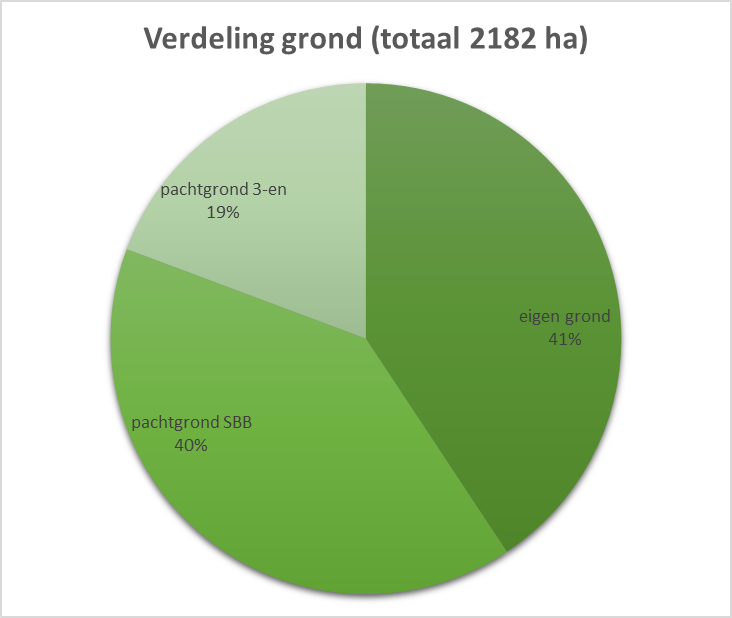 Verdeling grond (totaal 2182 ha)
pachtgrond 3-en
19%
eigen grond
41%
pachtgrond SBB
40%